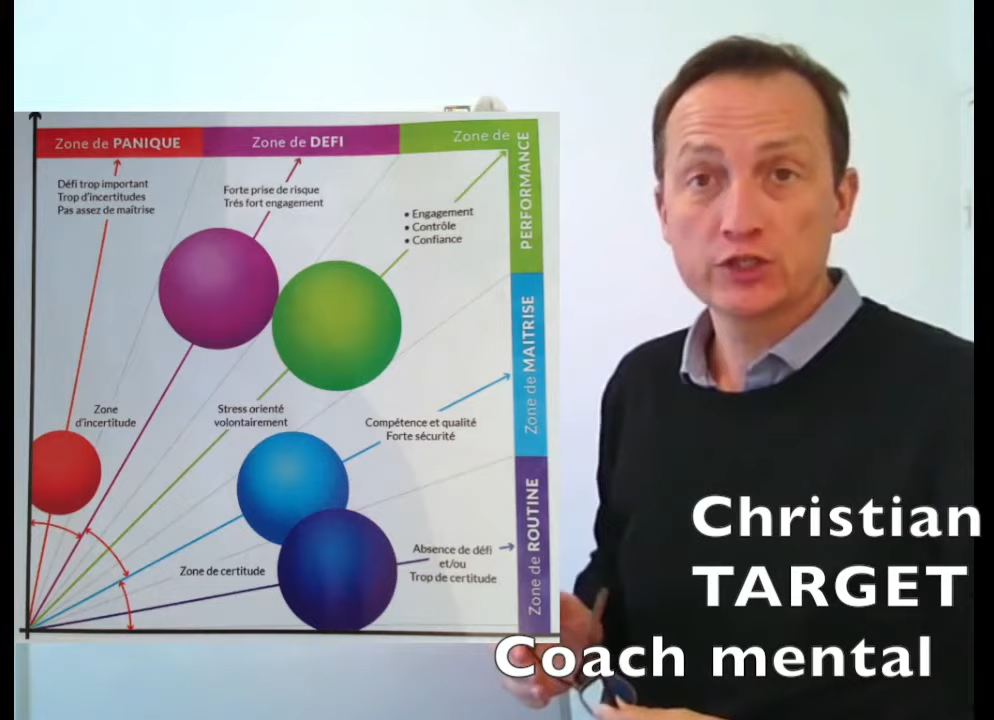 Zone de PANIQUE
Zone de DEFI
Zone de PERFORMANCE
Défi trop important
Trop d'incertitudes
Pas assez de maîtrise
Forte prise de risque
Trés fort engagement
• Engagement
• Contrôle
• Confiance
Zone de MAITRISE
Zone
d'incertitude
Stress orienté
volontairement
Compétence et qualité
Forte sécurité
Zone de ROUTINE
Zone de certitude
Absence de défi
et/ou
Trop de certitude
Christian
TARGET
Coach mental